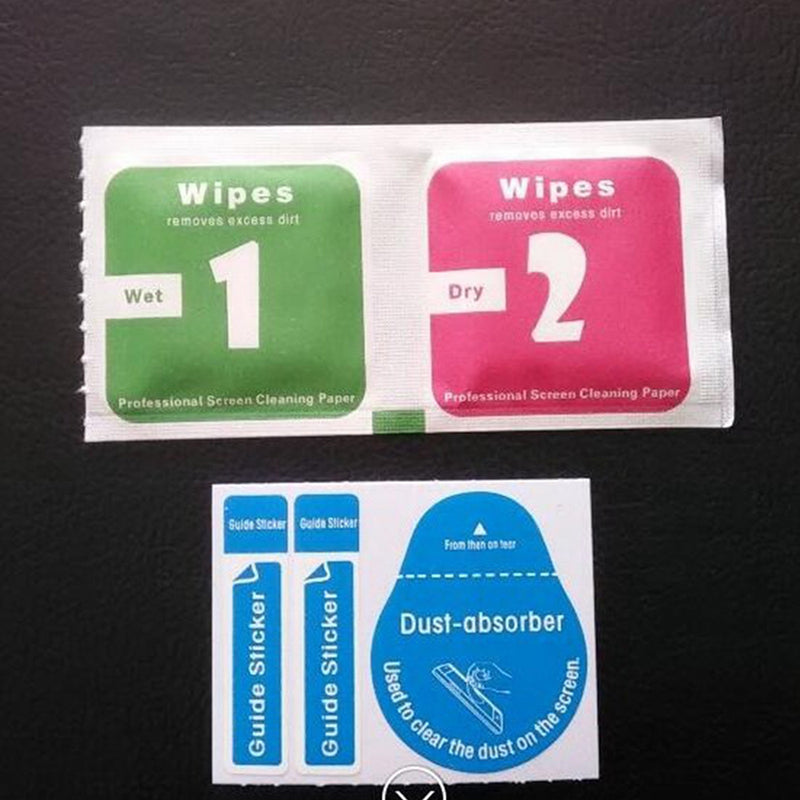 Wipes
removes excess dirt
1
Wet
Professional Screen Cleaning Paper
Wipes
removes excess dirt
2
Dry
Professional Screen Cleaning Paper
Guide Sticker
Guide Sticker
Guide Sticker
Guide Sticker
From then on tear
Dust-absorber
Used to clear the dust on the screen.